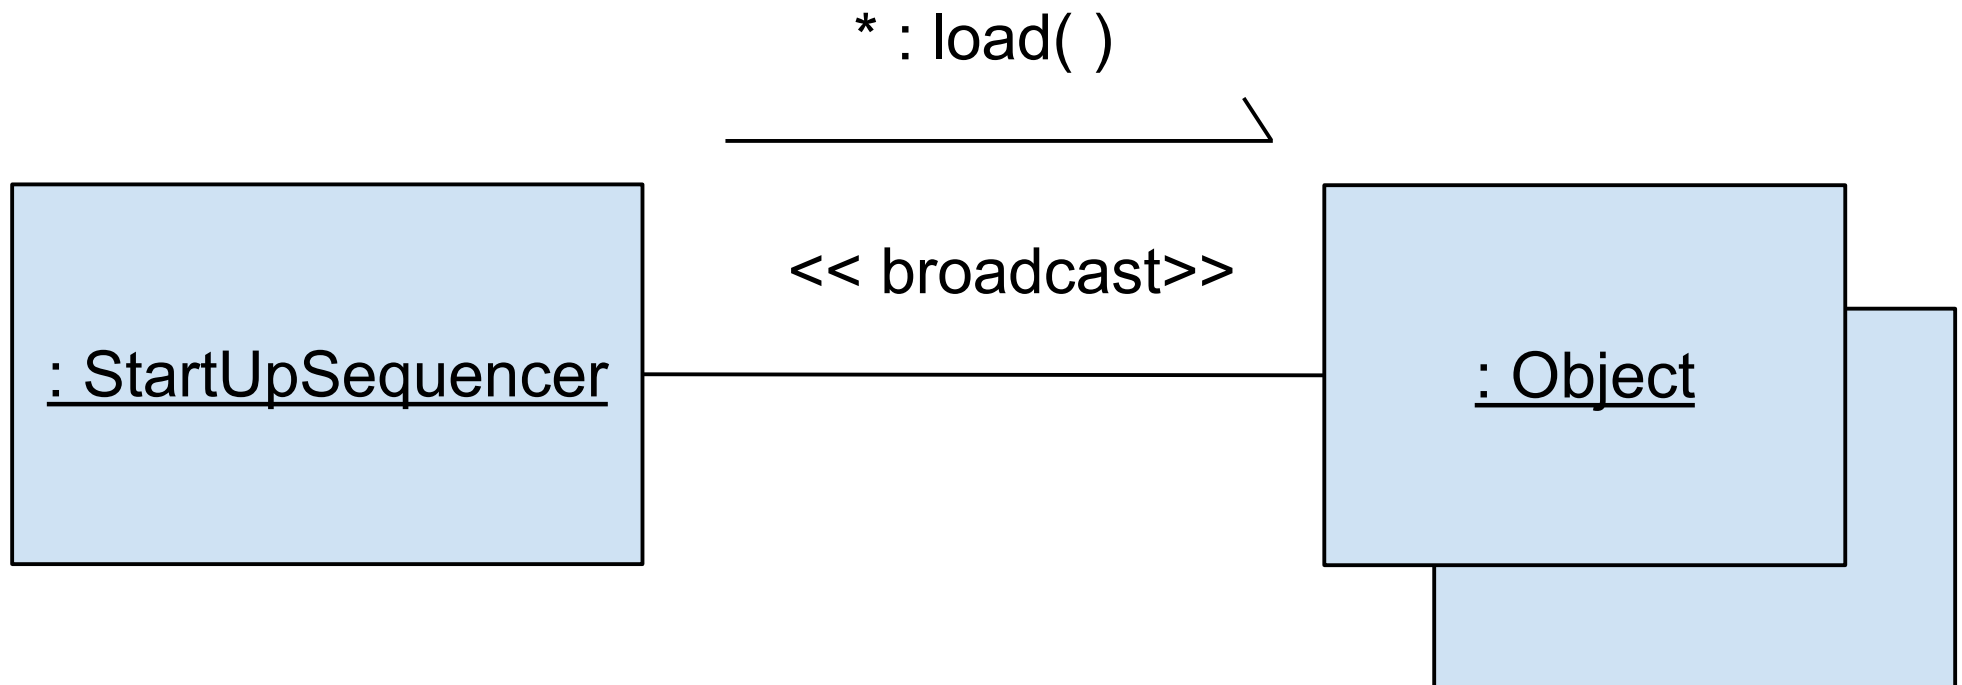 * : load( )
<< broadcast>>
: StartUpSequencer
: Object